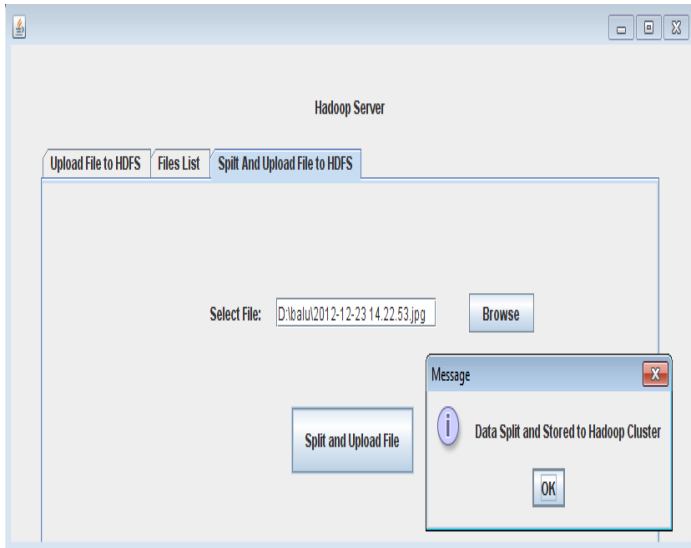 Hadoop Server
Upload File to HDFS Files List Spilt And Upload File to HDFS
Select File: D:\balu\2012-12-23 14.22.53.jpg Browse
Message
Split and Upload File
Data Split and Stored to Hadoop Cluster
OK